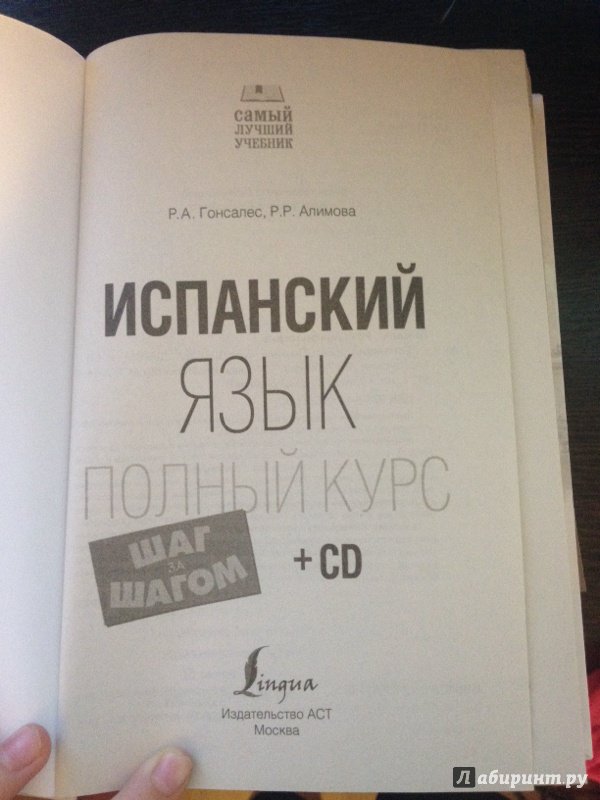 самый
ЛУЧШИЙ
УЧЕБНИК
Р.А. Гонсалес, Р.Р. Алимова
ИСПАНСКИЙ
ЯЗЫК
ПОЛНЫЙ КУРС
ШАГ
ЗА
ШАГОМ
+ CD
Lingua
Издательство АСТ
Москва
Лабиринт.ру